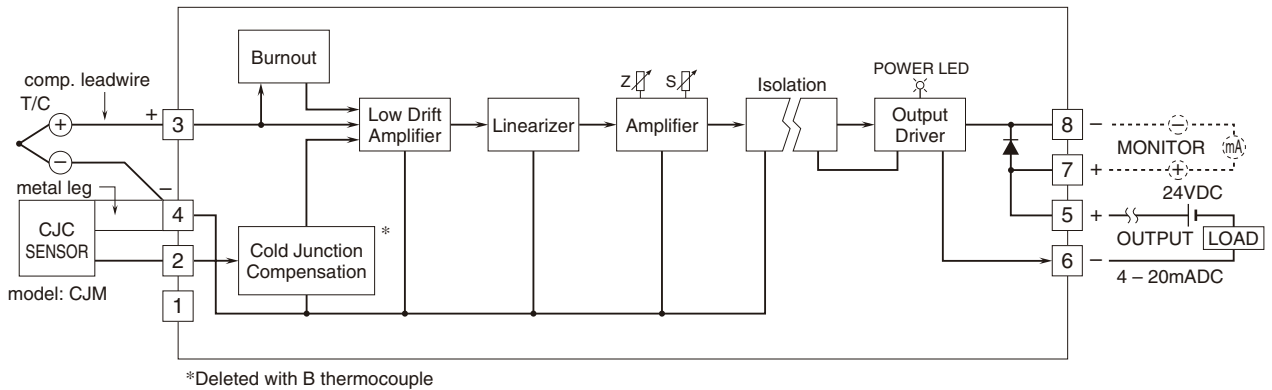 Burnout
comp. leadwire
T/C
+
3
+
−
metal leg
−
4
CJC
SENSOR
2
model: CJM
1
Low Drift
Amplifier
Linearizer
Z
S
Amplifier
Isolation
POWER LED
Output
Driver
*
Cold Junction
Compensation
8
−
−
MONITOR
mA
7
+
+
24VDC
5
+
OUTPUT
LOAD
6
−
4 – 20mADC
*Deleted with B thermocouple